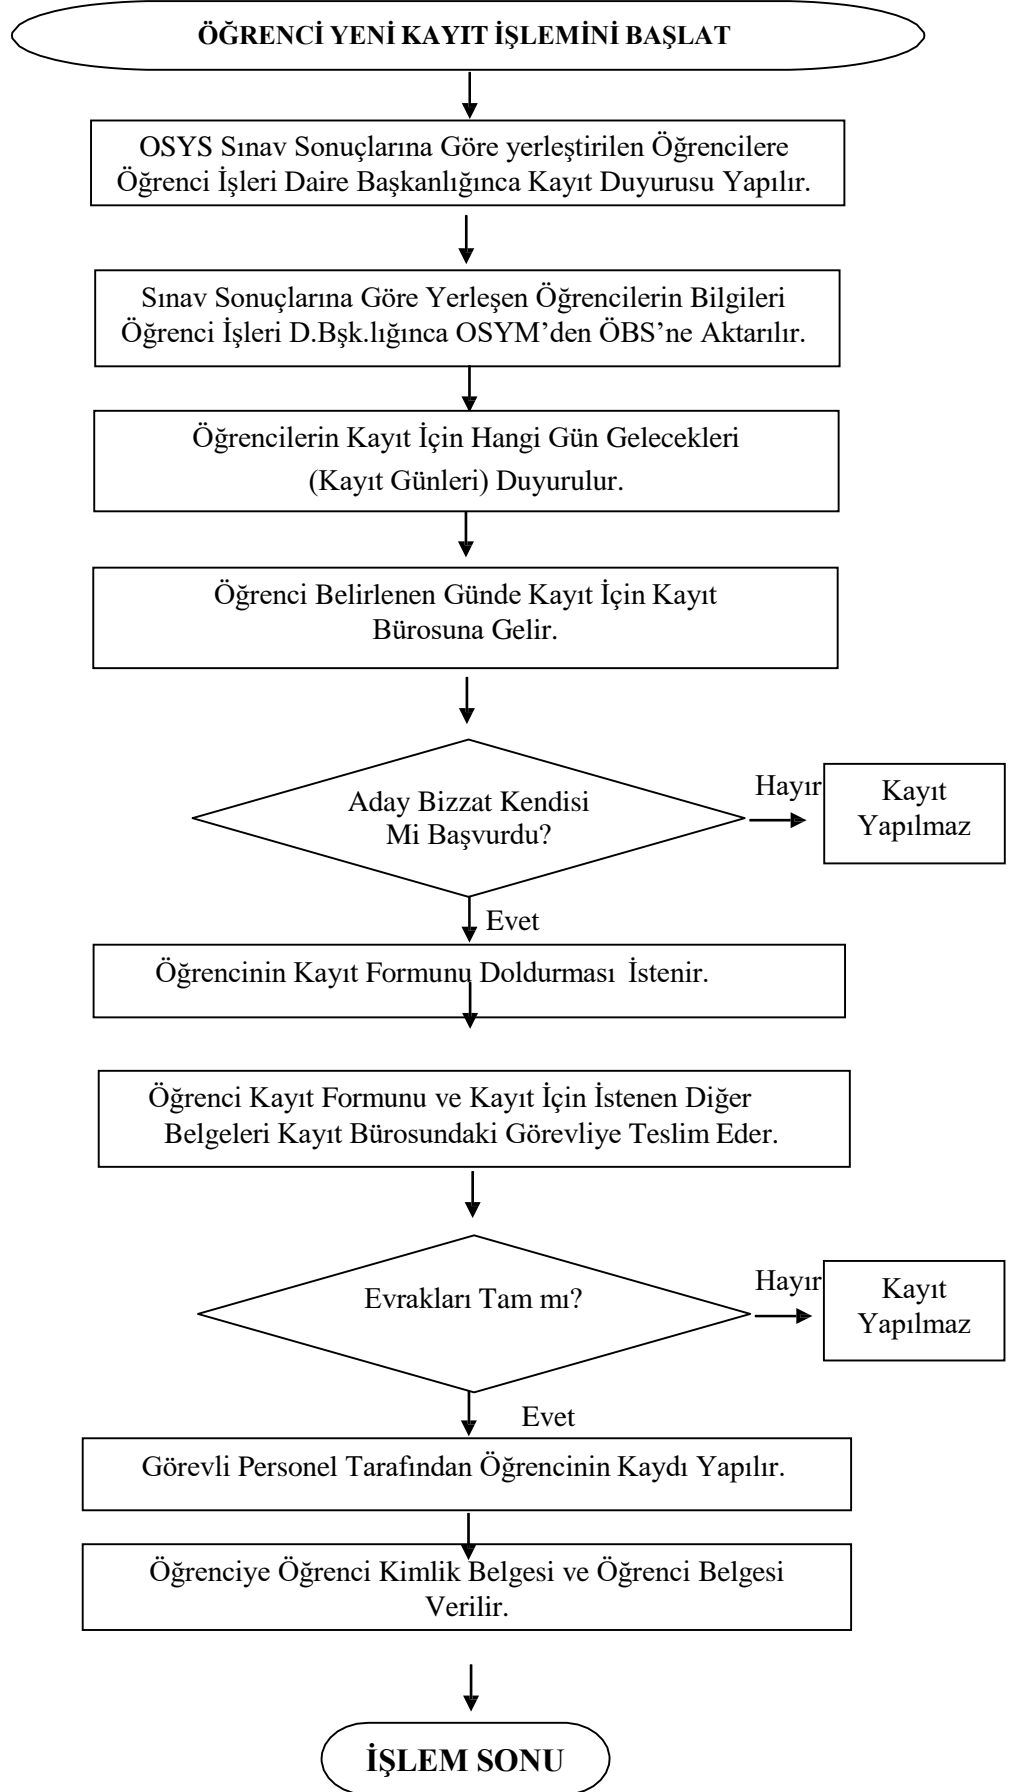 ÖĞRENCİ YENİ KAYIT İŞLEMİNİ BAŞLAT
OSYS Sınav Sonuçlarına Göre yerleştirilen Öğrencilere
Öğrenci İşleri Daire Başkanlığınca Kayıt Duyurusu Yapılır.
Sınav Sonuçlarına Göre Yerleşen Öğrencilerin Bilgileri
Öğrenci İşleri D.Bşk.lığınca OSYM’den ÖBS’ne Aktarılır.
Öğrencilerin Kayıt İçin Hangi Gün Gelecekleri
(Kayıt Günleri) Duyurulur.
Öğrenci Belirlenen Günde Kayıt İçin Kayıt
Bürosuna Gelir.
Aday Bizzat Kendisi
Mi Başvurdu?
Hayır
Kayıt
Yapılmaz
Evet
Öğrencinin Kayıt Formunu Doldurması İstenir.
Öğrenci Kayıt Formunu ve Kayıt İçin İstenen Diğer
Belgeleri Kayıt Bürosundaki Görevliye Teslim Eder.
Evrakları Tam mı?
Hayır
Kayıt
Yapılmaz
Evet
Görevli Personel Tarafından Öğrencinin Kaydı Yapılır.
Öğrenciye Öğrenci Kimlik Belgesi ve Öğrenci Belgesi
Verilir.
İŞLEM SONU